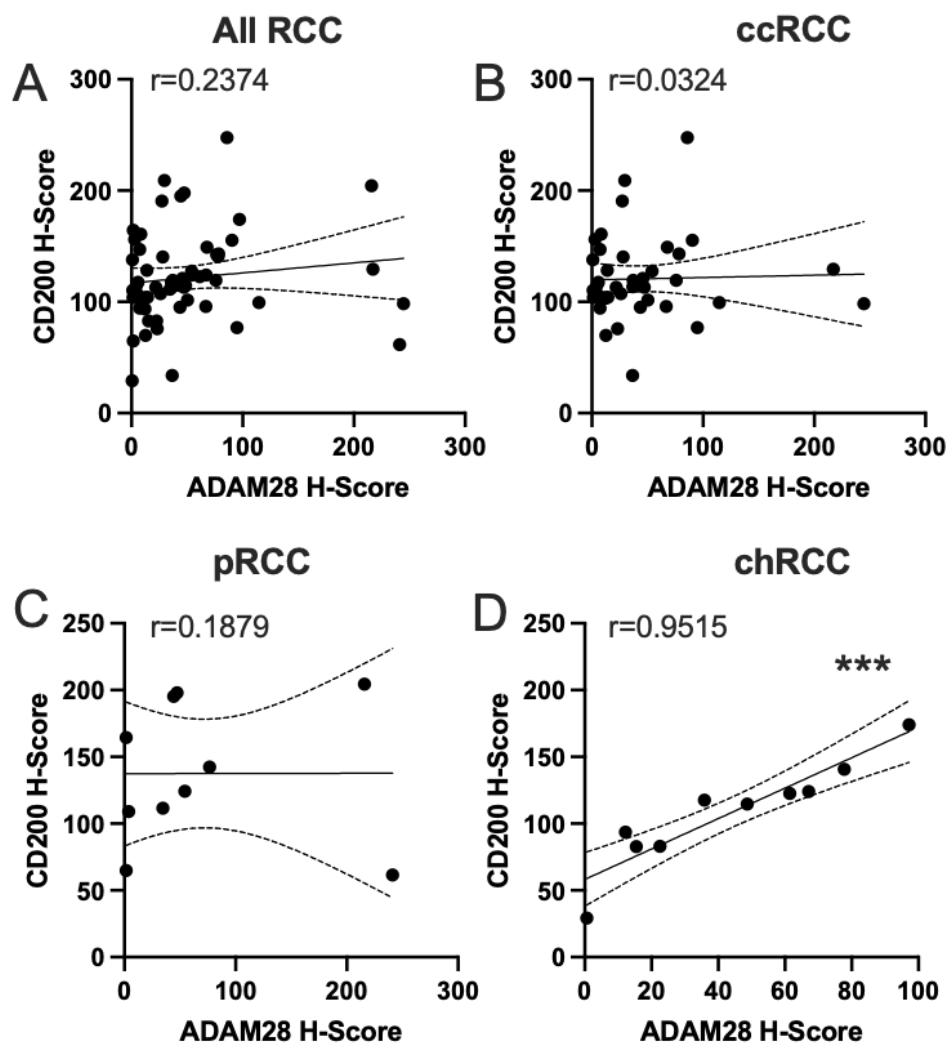 All RCC
A
r=0.2374
300
200
100
0
CD200 H-Score
0 100 200 300
ADAM28 H-Score
ccRCC
B
r=0.0324
300
200
100
0
CD200 H-Score
0 100 200 300
ADAM28 H-Score
pRCC
C
r=0.1879
250
200
150
100
50
0
CD200 H-Score
0 100 200 300
ADAM28 H-Score
chRCC
D
r=0.9515
***
250
200
150
100
50
0
CD200 H-Score
0 20 40 60 80 100
ADAM28 H-Score